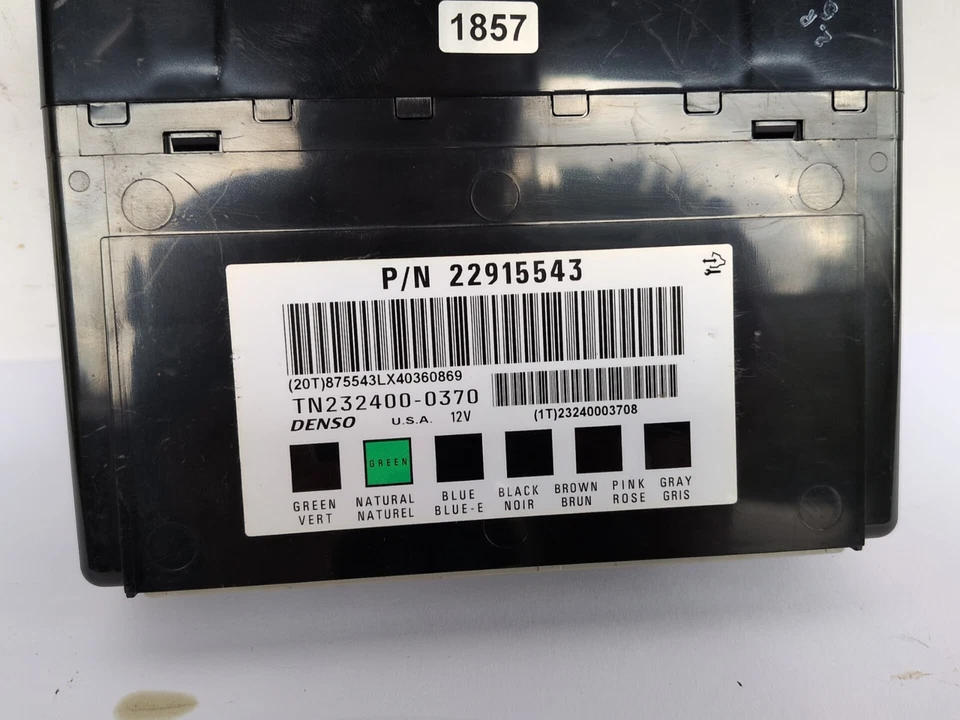 1857
P/N 22915543
(20T)875543LX40360869
TN232400-0370
(1T)23240003708
DENSO U.S.A. 12V
GREEN
GREEN NATURAL BLUE BLACK BROWN PINK GRAY
VERT NATUREL BLUE-E NOIR BRUN ROSE GRIS